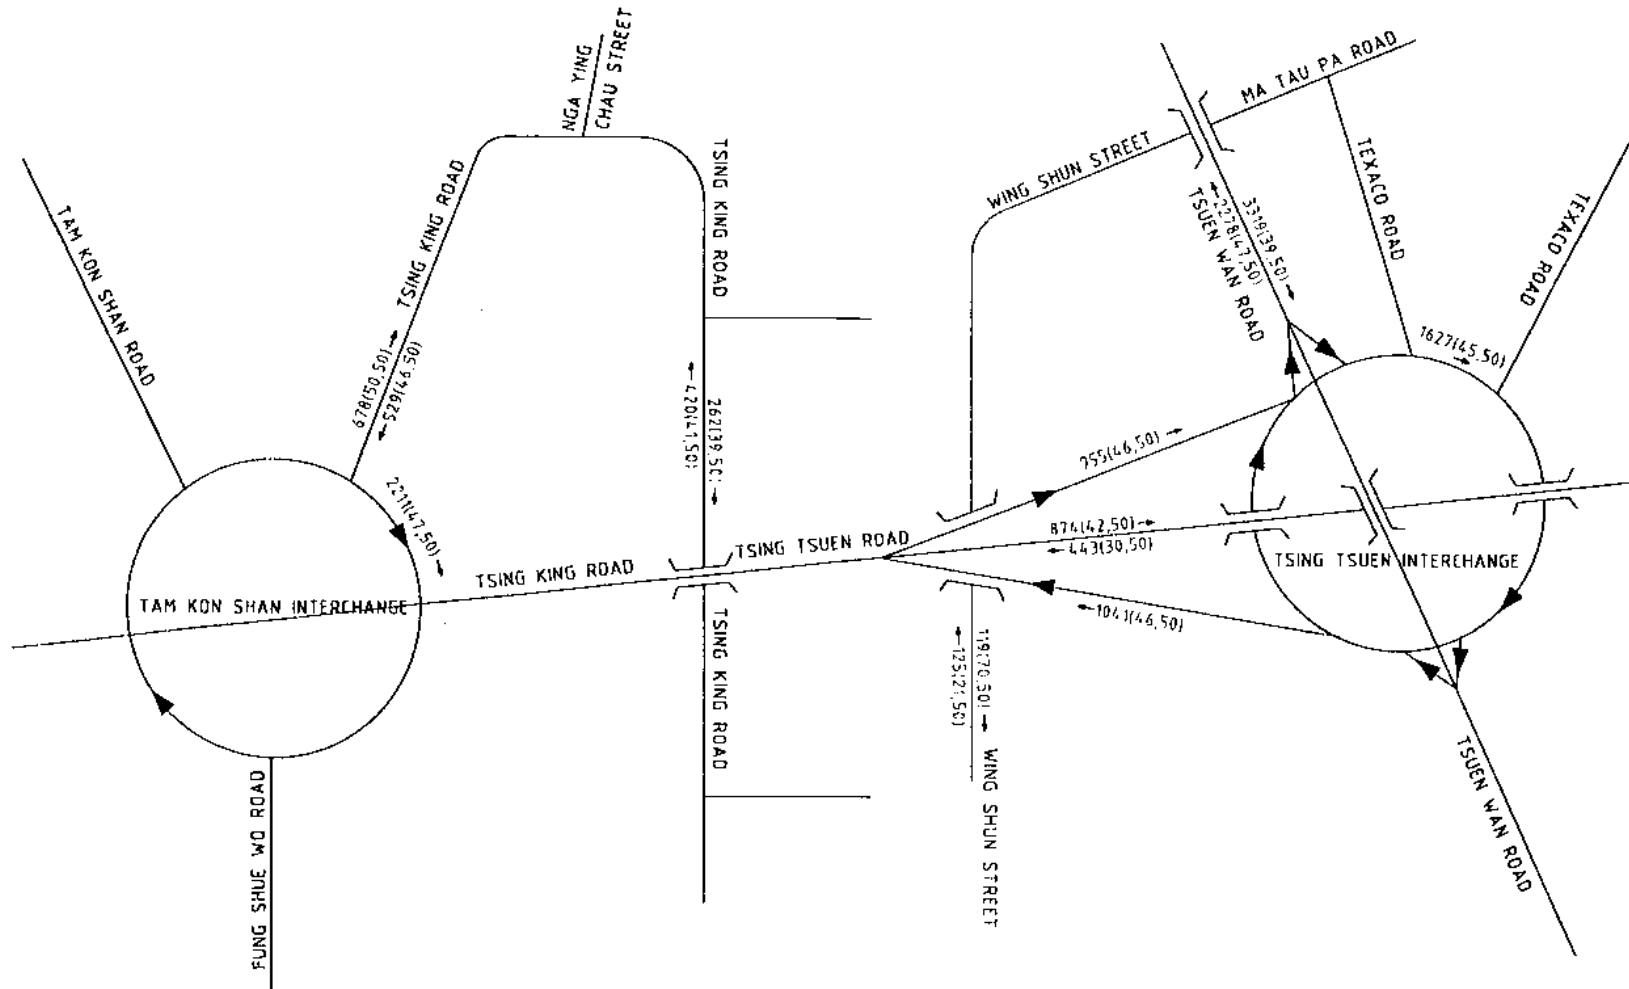 NGA YING
CHAU STREET
MA TAU PA ROAD
WING SHUN STREET
TEXACO ROAD
TEXACO ROAD
TSING KING ROAD
TSING KING ROAD
TAM KON SHAN ROAD
678(50,50)→
←529(46,50)
←2278(47,50)
TSUEN WAN ROAD
1627(45,50)
262(39,50)→
←420(41,50)
2211(47,50)→
755(46,50)→
874(42,50)→
←443(30,50)
TSING TSUEN ROAD
TSING KING ROAD
TAM KON SHAN INTERCHANGE
TSING TSUEN INTERCHANGE
←1041(46,50)
TSING KING ROAD
119(70,50)→
←125(21,50)
WING SHUN STREET
TSUEN WAN ROAD
FUNG SHUE WO ROAD